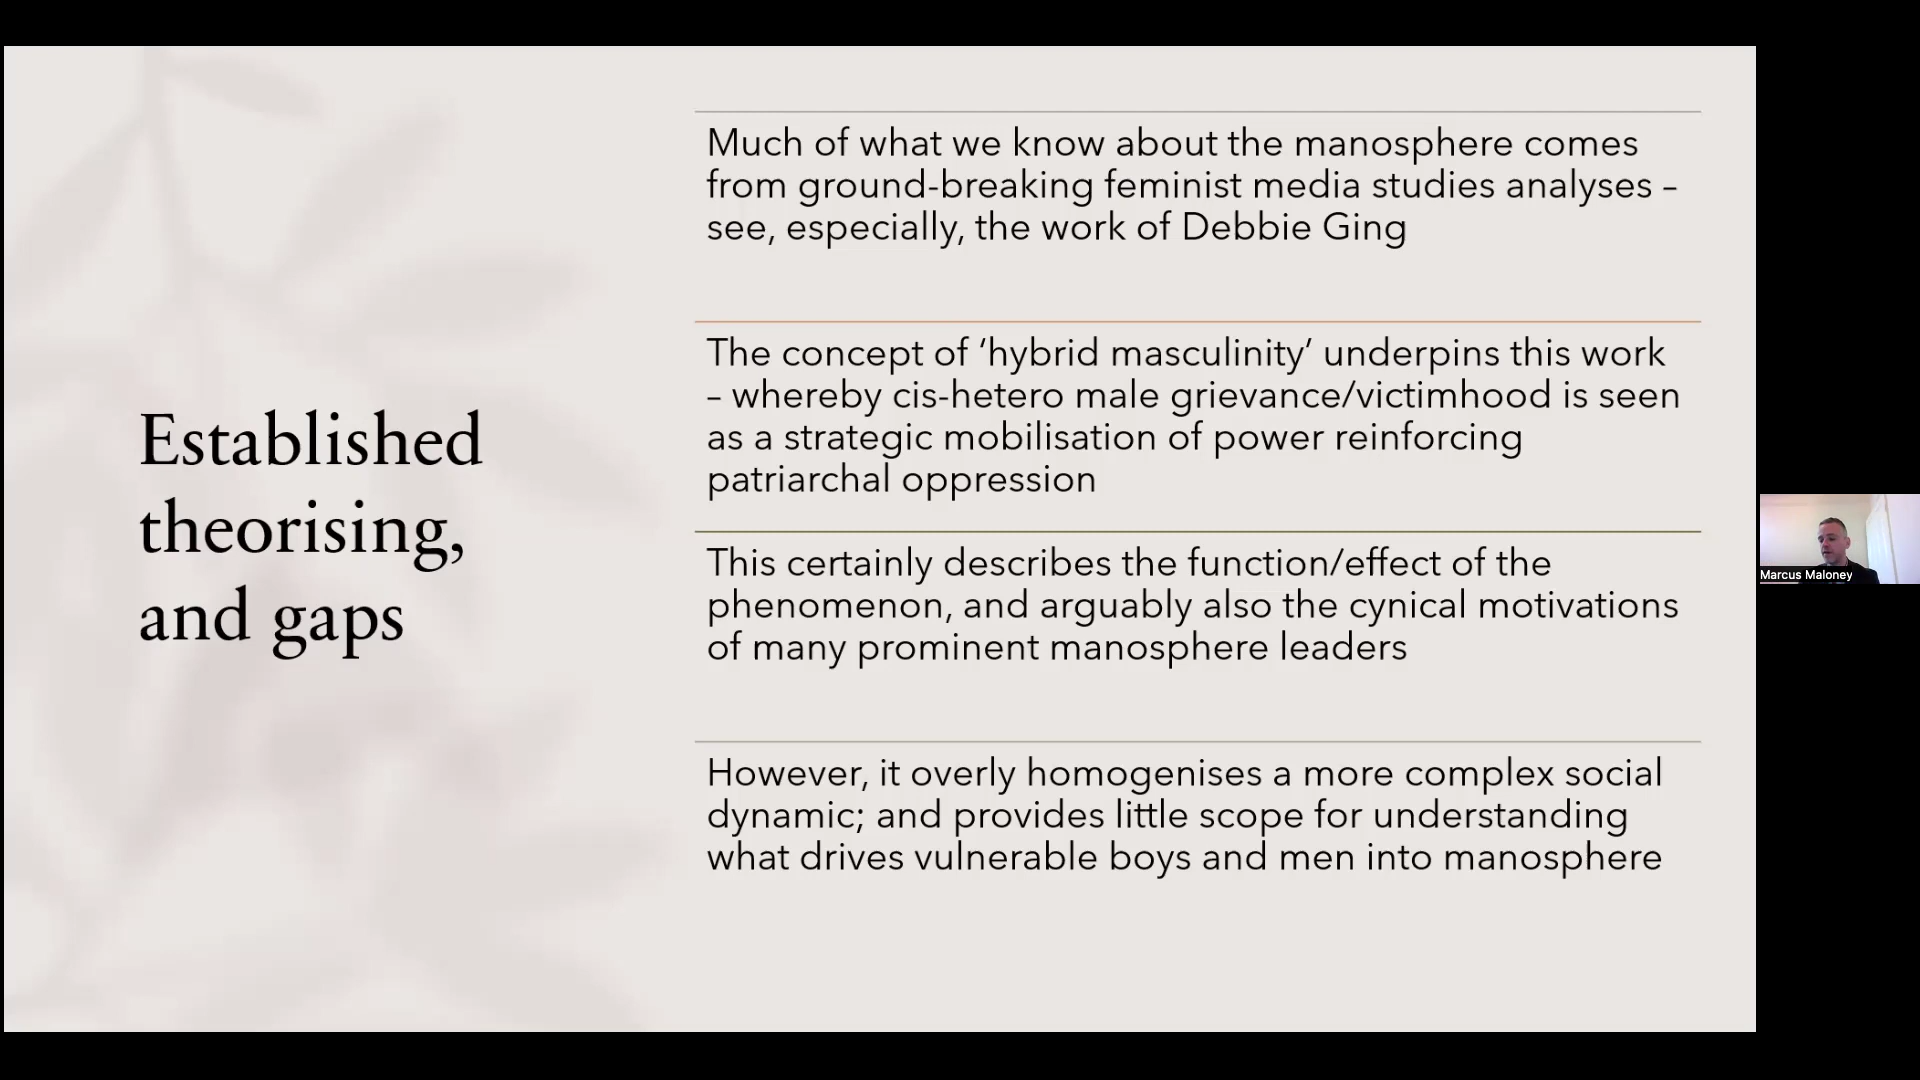 Established
theorising,
and gaps
Much of what we know about the manosphere comes
from ground-breaking feminist media studies analyses –
see, especially, the work of Debbie Ging
The concept of ‘hybrid masculinity’ underpins this work
– whereby cis-hetero male grievance/victimhood is seen
as a strategic mobilisation of power reinforcing
patriarchal oppression
This certainly describes the function/effect of the
phenomenon, and arguably also the cynical motivations
of many prominent manosphere leaders
However, it overly homogenises a more complex social
dynamic; and provides little scope for understanding
what drives vulnerable boys and men into manosphere
Marcus Maloney